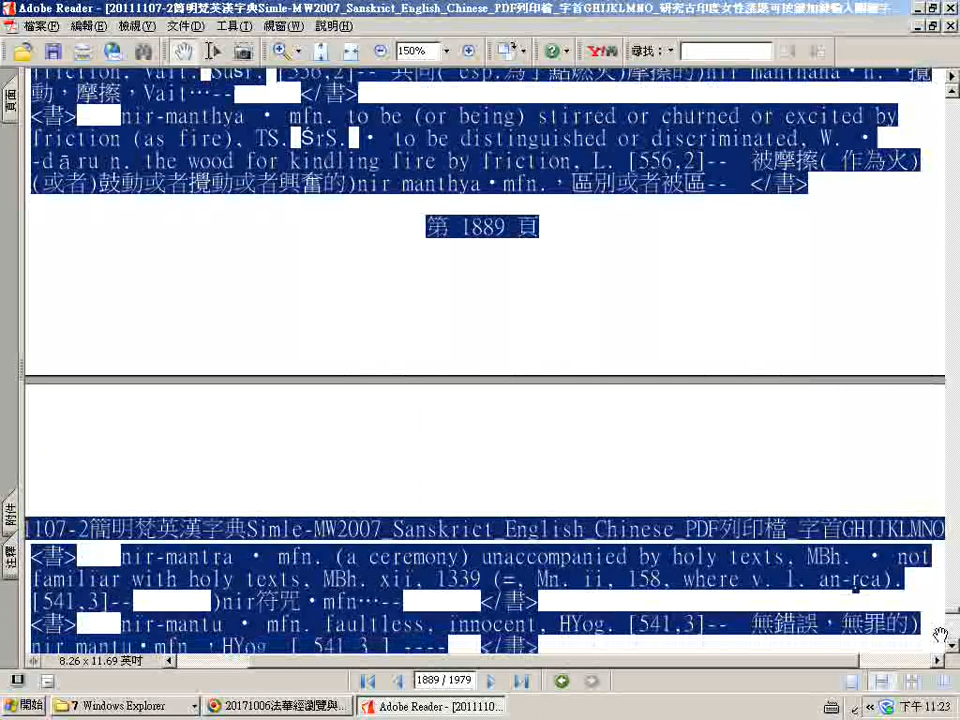 Adobe Reader - [20111107-2簡明梵英漢字典Simle-MW2007_Sanskrict_English_Chinese_PDF列印檔_字首GHIJKLMNO_研究古印度女性議題可按
檔案(F) 編輯(E) 檢視(V) 文件(D) 工具(T) 視窗(W) 說明(H)
150% 尋找:
頁面
friction, Vait. SuśI. [556,2]-- 共同( esp.為了點燃火)摩擦的)nir manthana‧n.,攪
動,摩擦,Vait…-- </書>
<書> nir-manthya ‧ mfn. to be (or being) stirred or churned or excited by
friction (as fire), TS. ŚrS. ‧ to be distinguished or discriminated, W. ‧
-dāru n. the wood for kindling fire by friction, L. [556,2]-- 被摩擦( 作為火)
(或者)鼓動或者攪動或者興奮的)nir manthya‧mfn.,區別或者被區-- </書>
第 1889 頁
附件
注釋
1107-2簡明梵英漢字典Simle-MW2007_Sanskrict_English_Chinese_PDF列印檔_字首GHIJKLMNO
<書> nir-mantra ‧ mfn. (a ceremony) unaccompanied by holy texts, MBh. ‧ not
familiar with holy texts, MBh. xii, 1339 (=, Mn. ii, 158, where v. l. an-rca).
[541,3]-- )nir符咒‧mfn…-- </書>
<書> nir-mantu ‧ mfn. faultless, innocent, HYog. [541,3]-- 無錯誤,無罪的)
nir mantu‧mfn.,HYog. [ 541,3 ] ---- </書>
8.26 x 11.69 英吋
1889 / 1979
開始 7 Windows Explorer 20171006法華經瀏覽與... Adobe Reader - [2011110... 下午 11:23